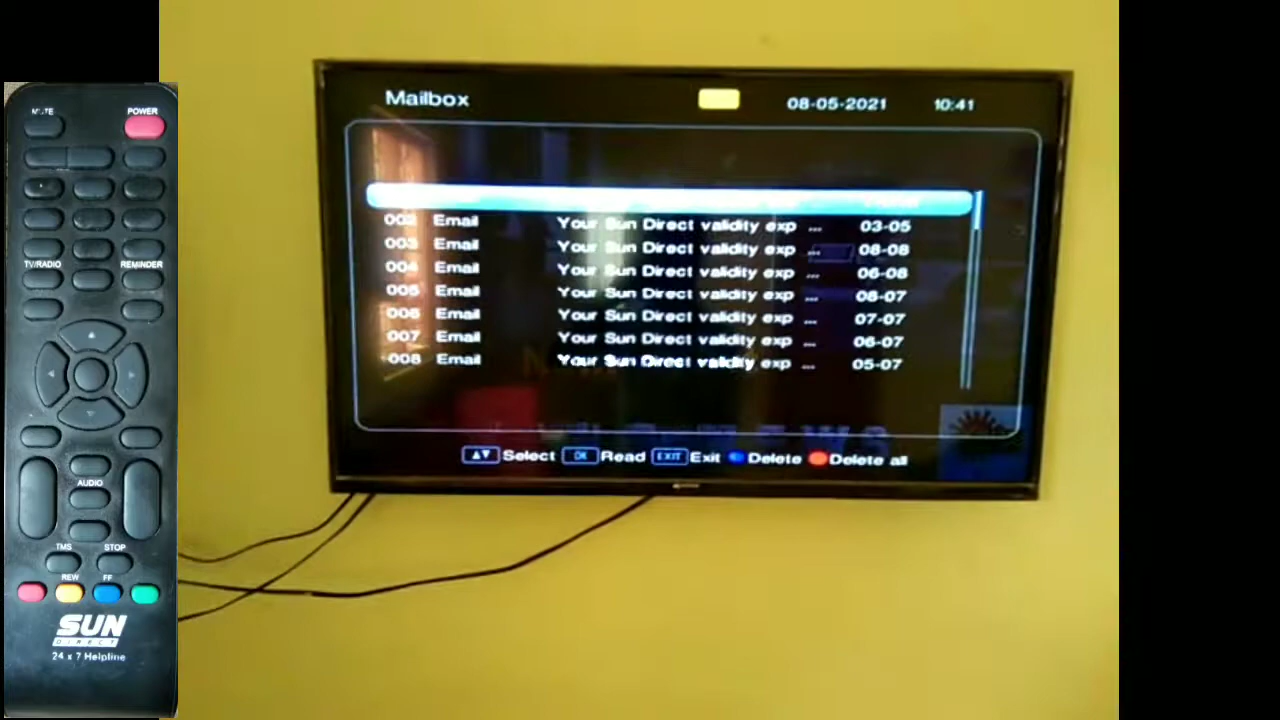 MUTE
POWER
TV/RADIO
REMINDER
AUDIO
TMS
STOP
REW
FF
SUN
DIRECT
24 x 7 Helpline
Mailbox
08-05-2021
10:41
002 Email Your Sun Direct validity exp ... 03-05
003 Email Your Sun Direct validity exp ... 08-08
004 Email Your Sun Direct validity exp ... 06-08
005 Email Your Sun Direct validity exp ... 08-07
006 Email Your Sun Direct validity exp ... 07-07
007 Email Your Sun Direct validity exp ... 06-07
008 Email Your Sun Direct validity exp ... 05-07
▲▼ Select OK Read EXIT Exit Delete Delete all